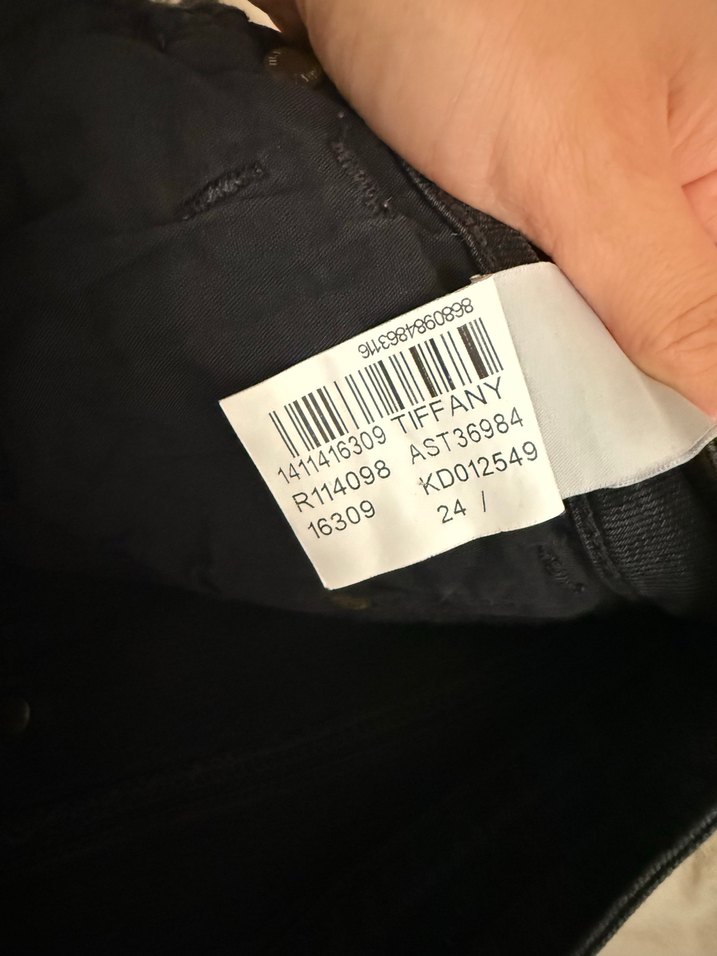 8680984863116
1411416309 TIFFANY
R114098 AST36984
16309 KD012549
24 /